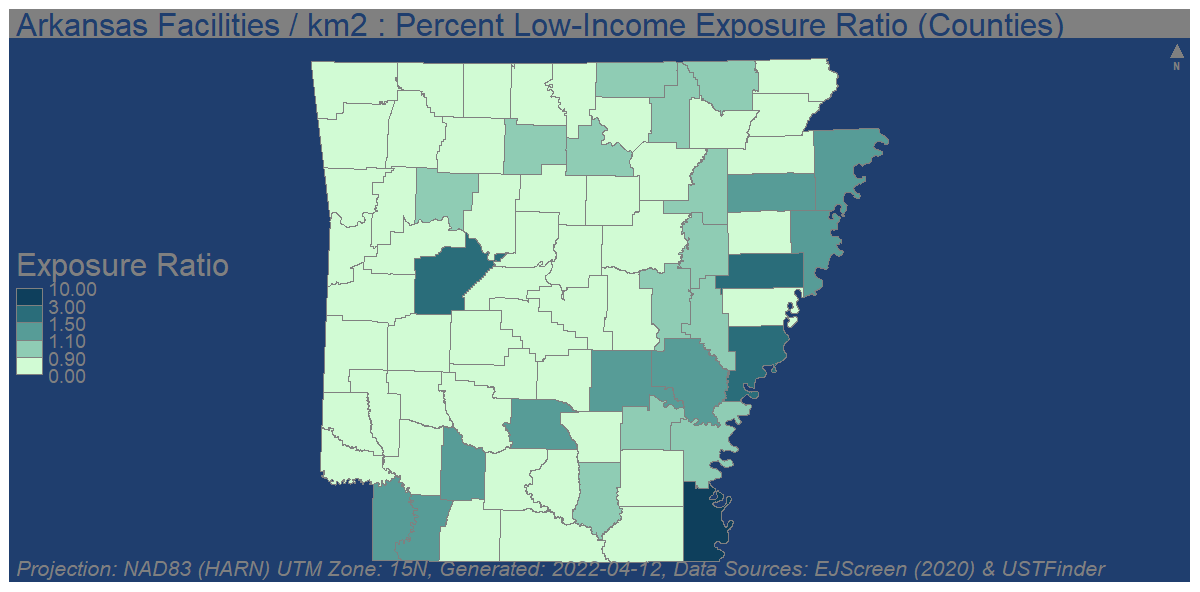 Arkansas Facilities / km2 : Percent Low-Income Exposure Ratio (Counties)
N
Exposure Ratio
10.00
3.00
1.50
1.10
0.90
0.00
Projection: NAD83 (HARN) UTM Zone: 15N, Generated: 2022-04-12, Data Sources: EJScreen (2020) & USTFinder